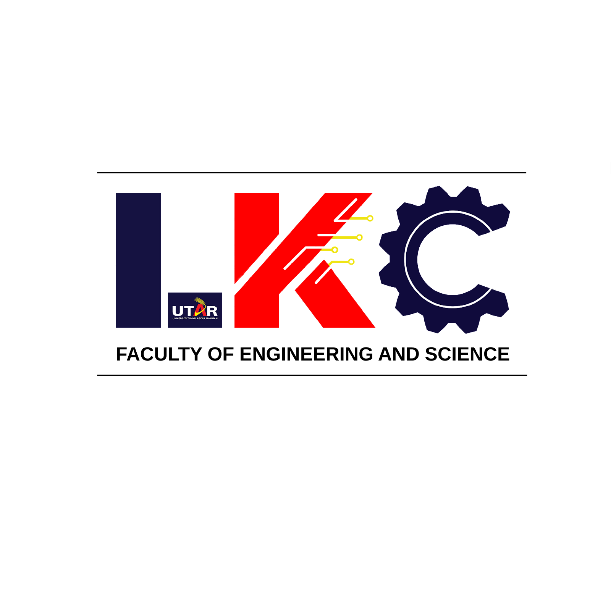 LKC
UTAR
FACULTY OF ENGINEERING AND SCIENCE